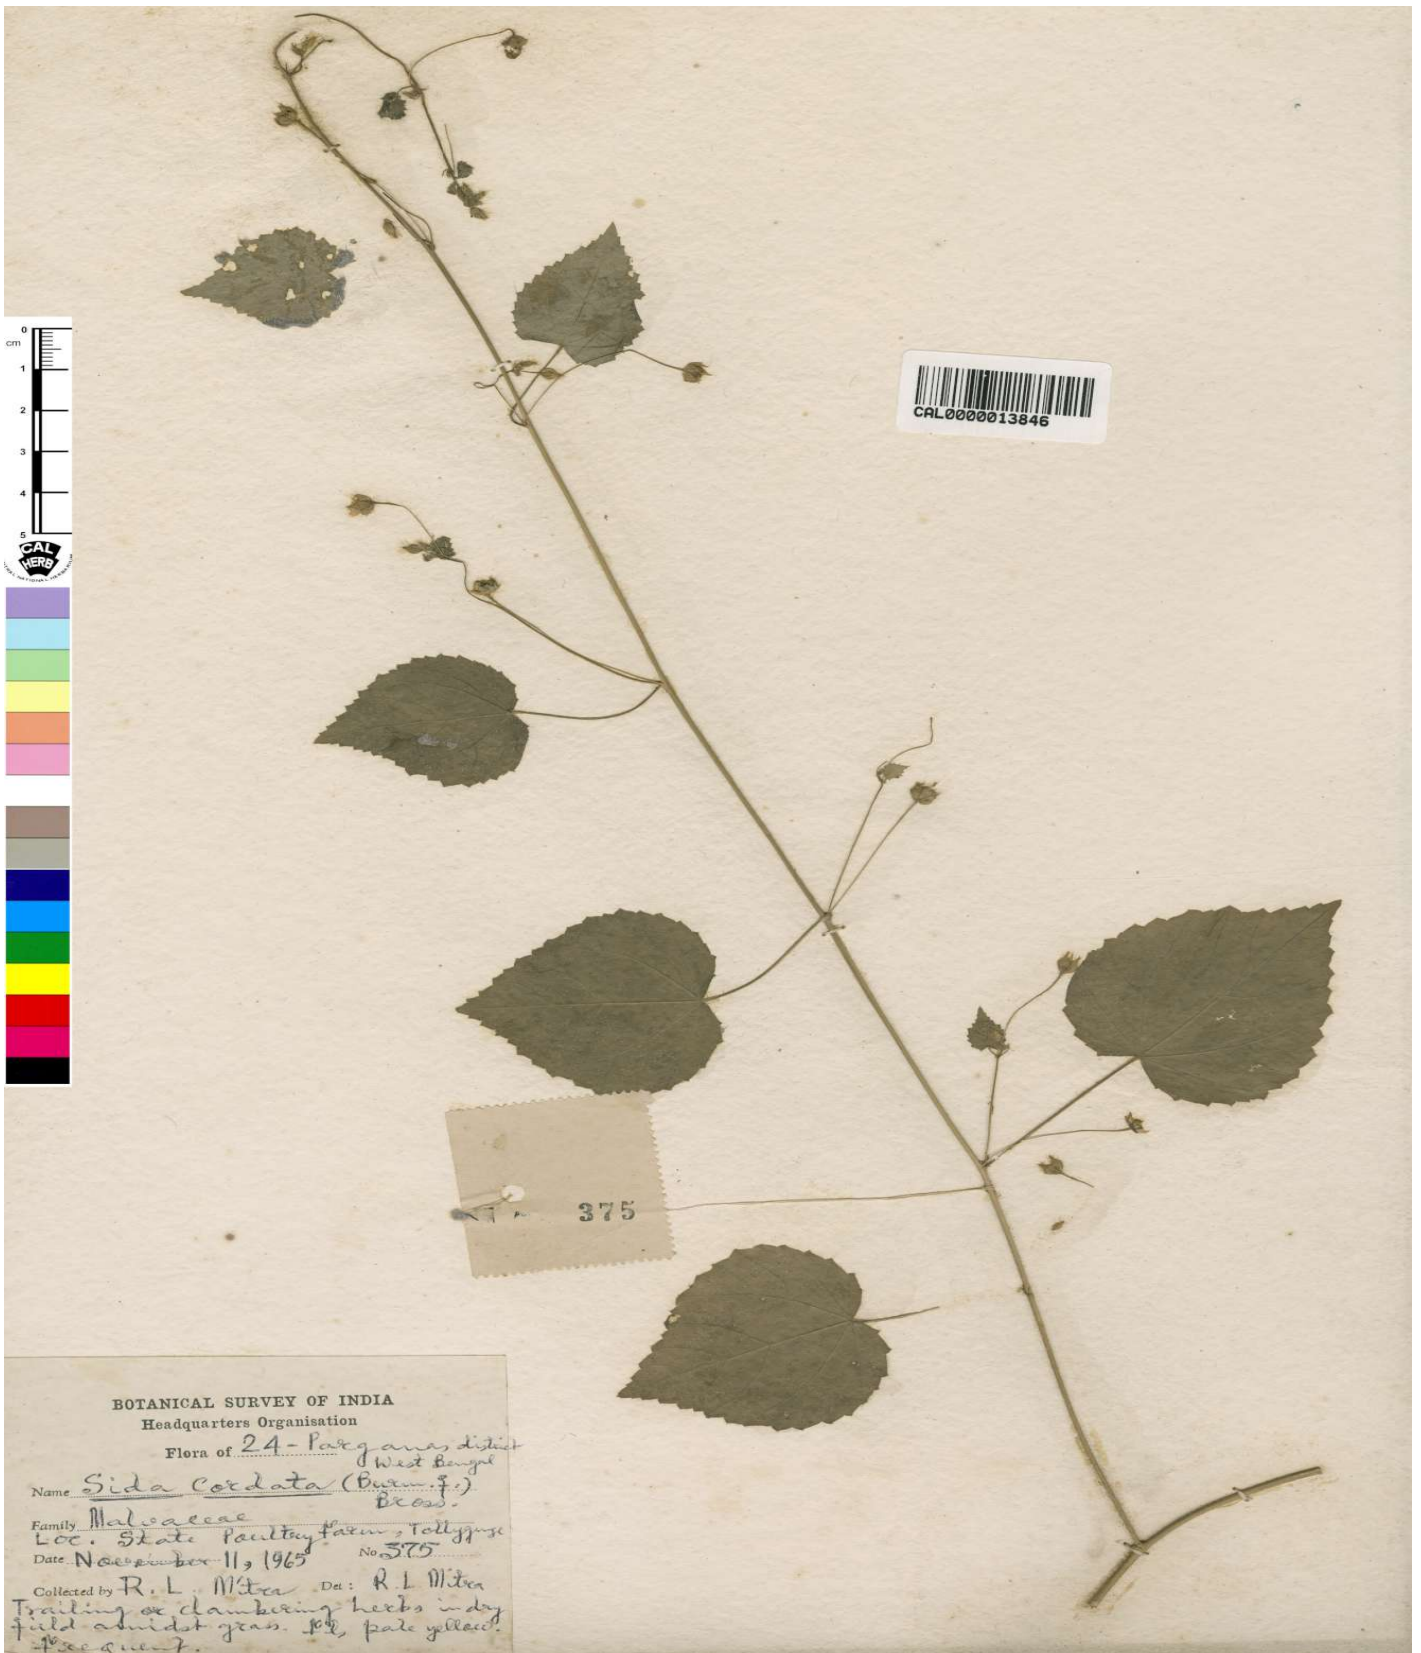 0
cm
1
2
3
4
5
CAL
HERB
CAL0000013846
375
BOTANICAL SURVEY OF INDIA
Headquarters Organisation
Flora of 24-Parganas district
West Bengal
Name Sida cordata (Burm.f.)
Bross.
Family Malvaceae
Loc. State Poultry Farm, Tollygunge
Date November 11, 1965 No 375
Collected by R. L. Mitra Det: R. L Mitra
Trailing or clambering herbs in dry
field amidst grass. fls pale yellow.
frequent.